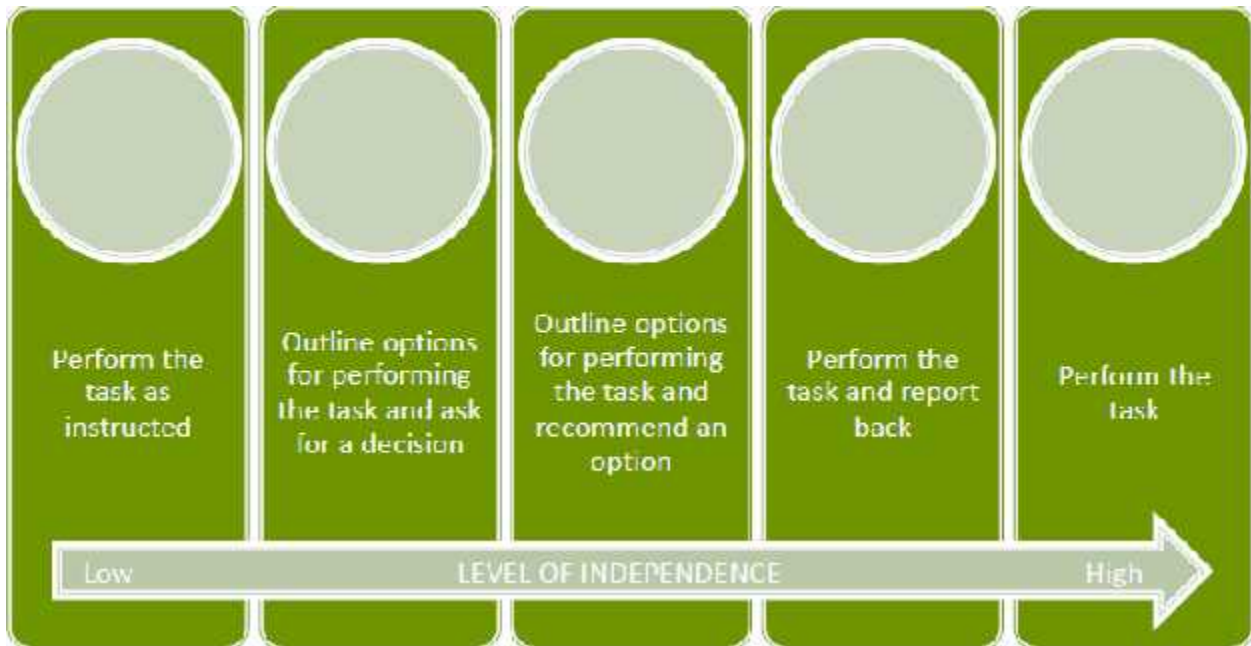 Perform the
task as
instructed
Outline options
for performing
the task and ask
for a decision
Outline options
for performing
the task and
recommend an
option
Perform the
task and report
back
Perform the
task
Low LEVEL OF INDEPENDENCE High